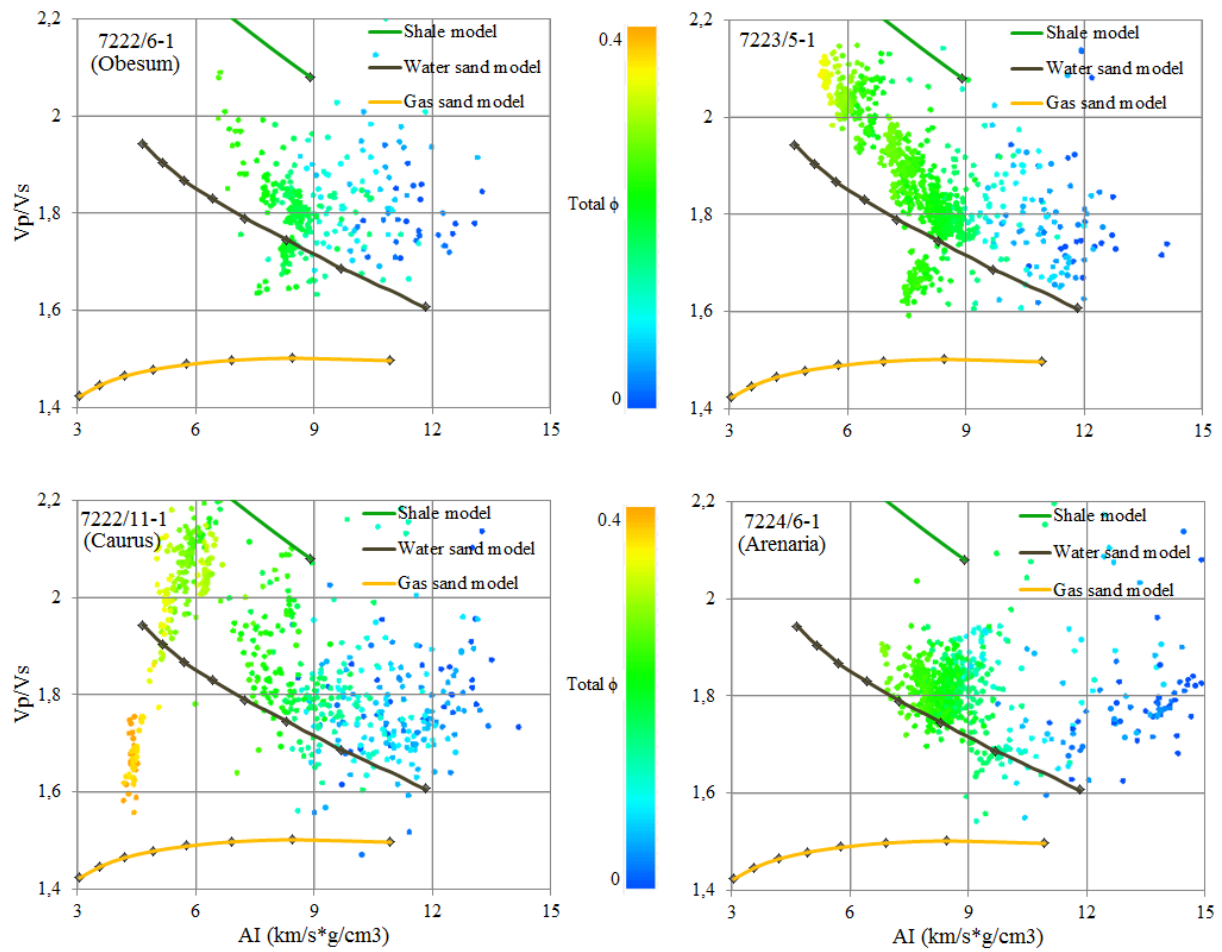 2,2
2
1,8
1,6
1,4
Vp/Vs
7222/6-1
(Obesum)
Shale model
Water sand model
Gas sand model
3 6 9 12 15
0.4
Total ϕ
0
2,2
2
1,8
1,6
1,4
7223/5-1
Shale model
Water sand model
Gas sand model
3 6 9 12 15
2,2
2
1,8
1,6
1,4
Vp/Vs
7222/11-1
(Caurus)
Shale model
Water sand model
Gas sand model
3 6 9 12 15
AI (km/s*g/cm3)
0.4
Total ϕ
0
2,2
2
1,8
1,6
1,4
7224/6-1
(Arenaria)
Shale model
Water sand model
Gas sand model
3 6 9 12 15
AI (km/s*g/cm3)